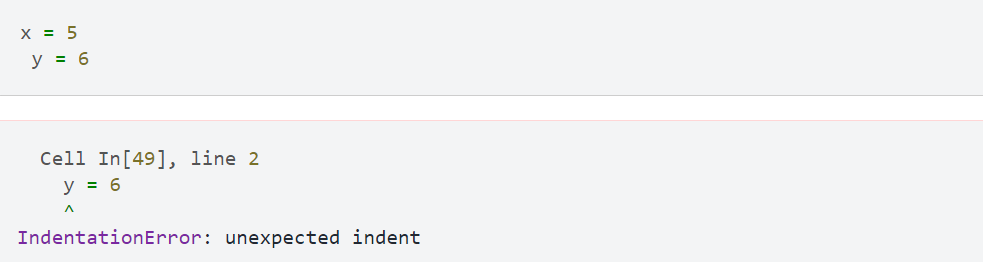 x = 5
 y = 6
  Cell In[49], line 2
    y = 6
    ^
IndentationError: unexpected indent